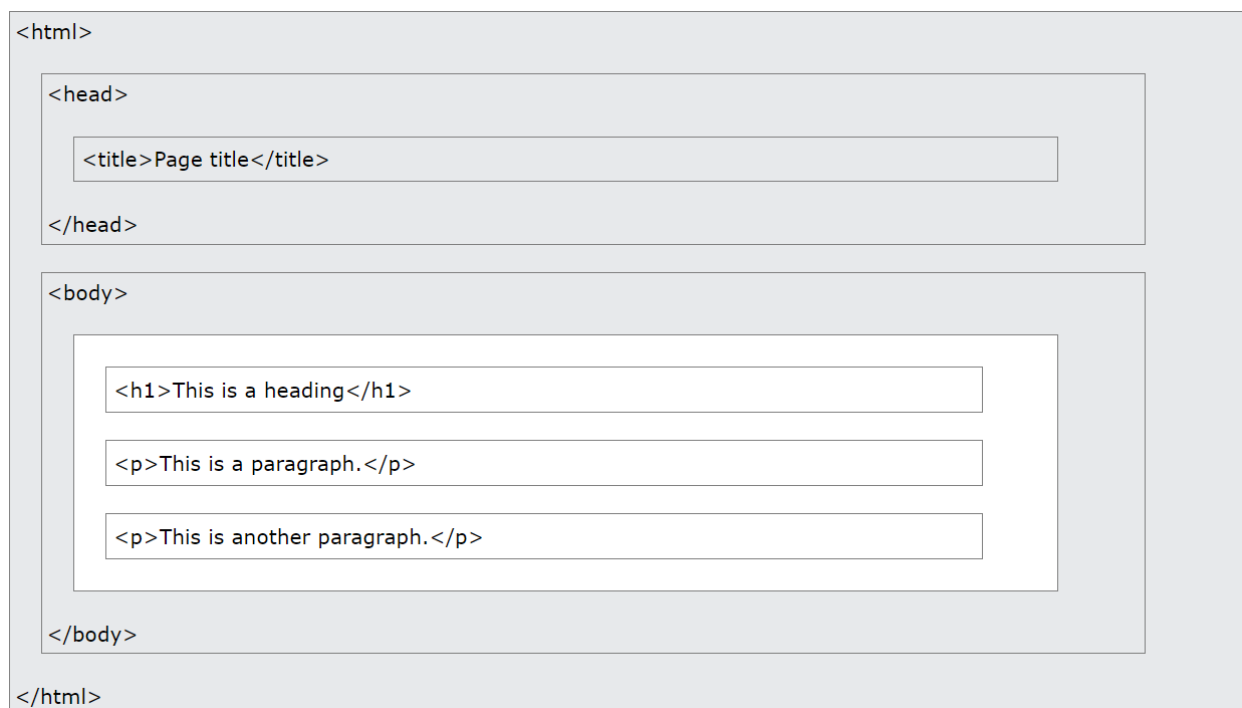 <html>
<head>
<title>Page title</title>
</head>
<body>
<h1>This is a heading</h1>
<p>This is a paragraph.</p>
<p>This is another paragraph.</p>
</body>
</html>